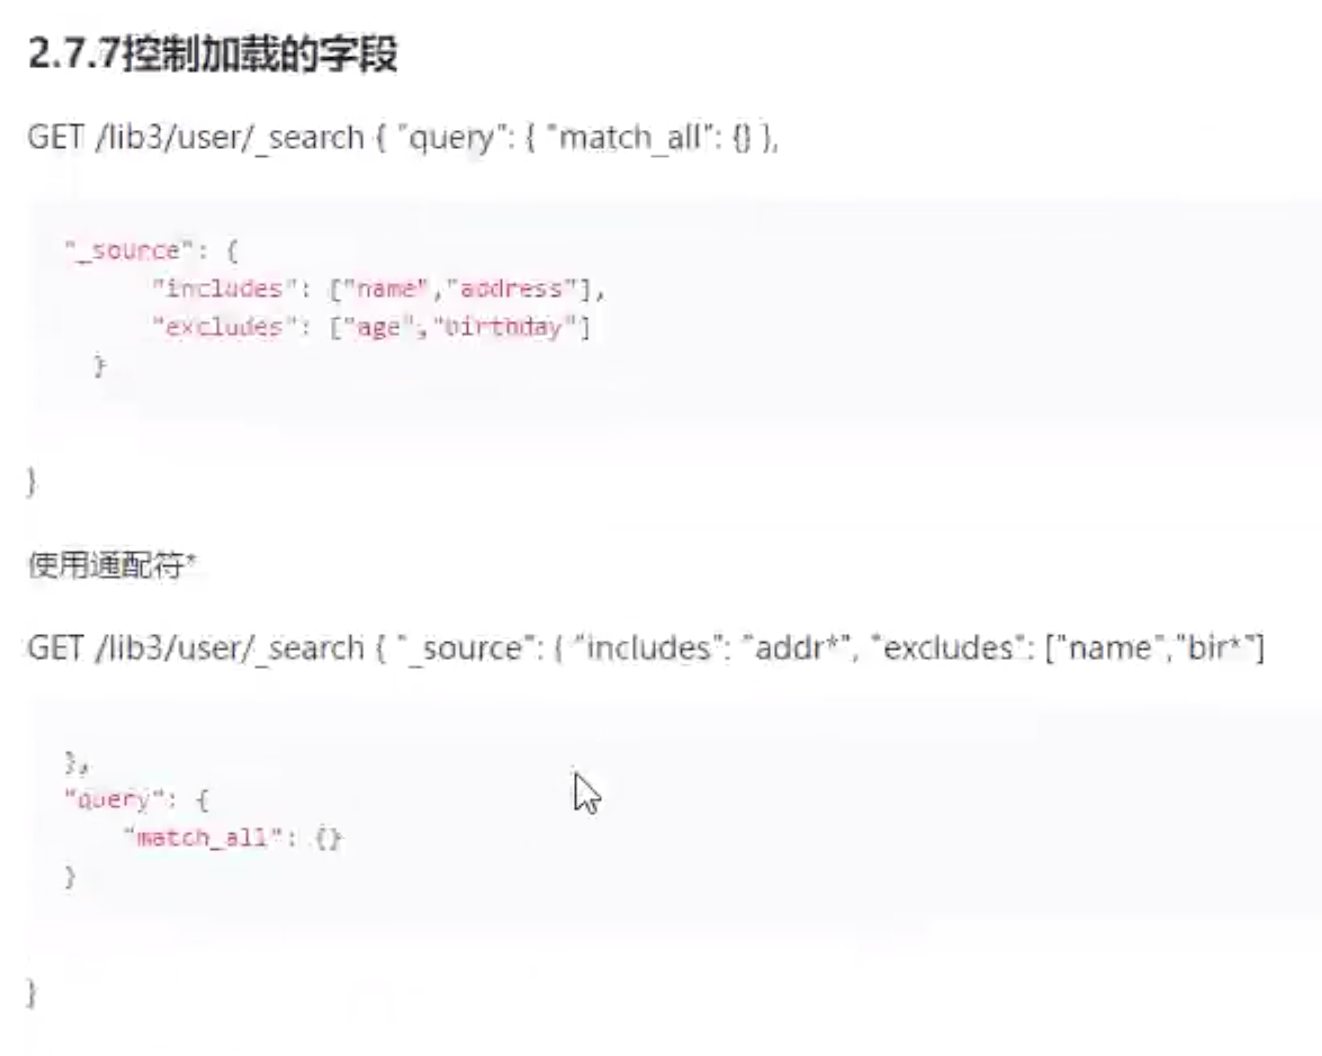 2.7.7控制加载的字段
GET /lib3/user/_search { "query": { "match_all": {} },
"_source": {
"includes": ["name","address"],
"excludes": ["age","birthday"]
}
}
使用通配符*
GET /lib3/user/_search { "_source": { "includes": "addr*", "excludes": ["name","bir*"]
},
"query": {
"match_all": {}
}
}